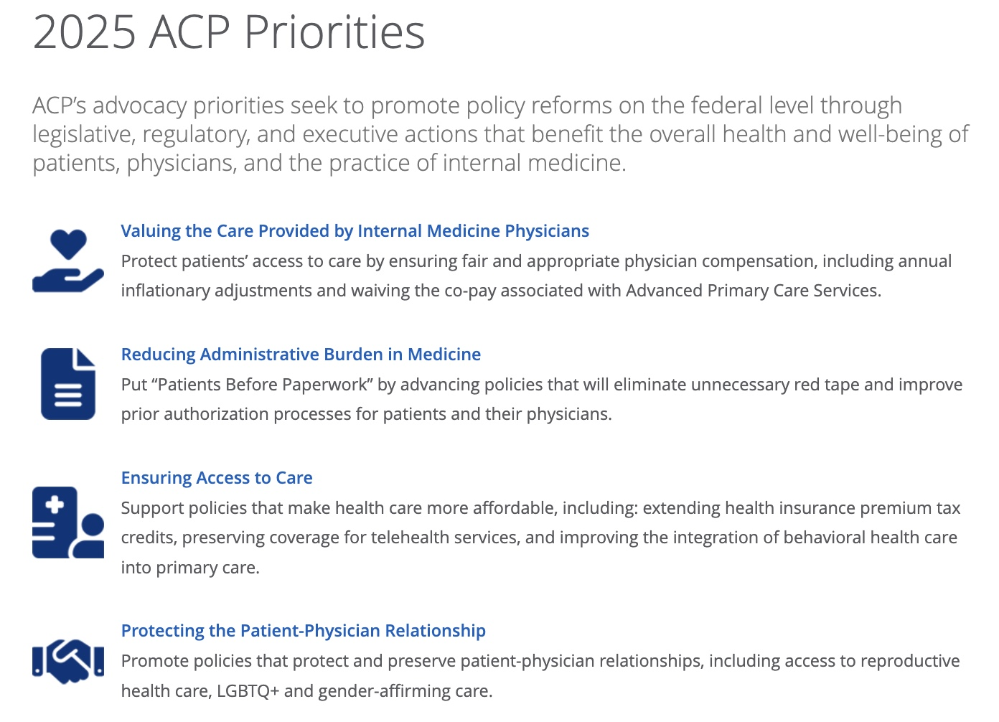 2025 ACP Priorities
ACP’s advocacy priorities seek to promote policy reforms on the federal level through
legislative, regulatory, and executive actions that benefit the overall health and well-being of
patients, physicians, and the practice of internal medicine.
Valuing the Care Provided by Internal Medicine Physicians
Protect patients’ access to care by ensuring fair and appropriate physician compensation, including annual
inflationary adjustments and waiving the co-pay associated with Advanced Primary Care Services.
Reducing Administrative Burden in Medicine
Put “Patients Before Paperwork” by advancing policies that will eliminate unnecessary red tape and improve
prior authorization processes for patients and their physicians.
Ensuring Access to Care
Support policies that make health care more affordable, including: extending health insurance premium tax
credits, preserving coverage for telehealth services, and improving the integration of behavioral health care
into primary care.
Protecting the Patient-Physician Relationship
Promote policies that protect and preserve patient-physician relationships, including access to reproductive
health care, LGBTQ+ and gender-affirming care.